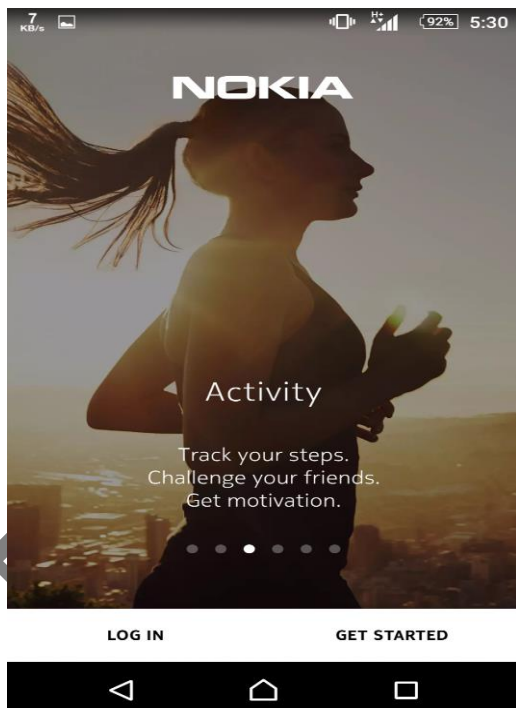 7
KB/s
H+
92%
5:30
NOKIA
Activity
Track your steps.
Challenge your friends.
Get motivation.
LOG IN
GET STARTED